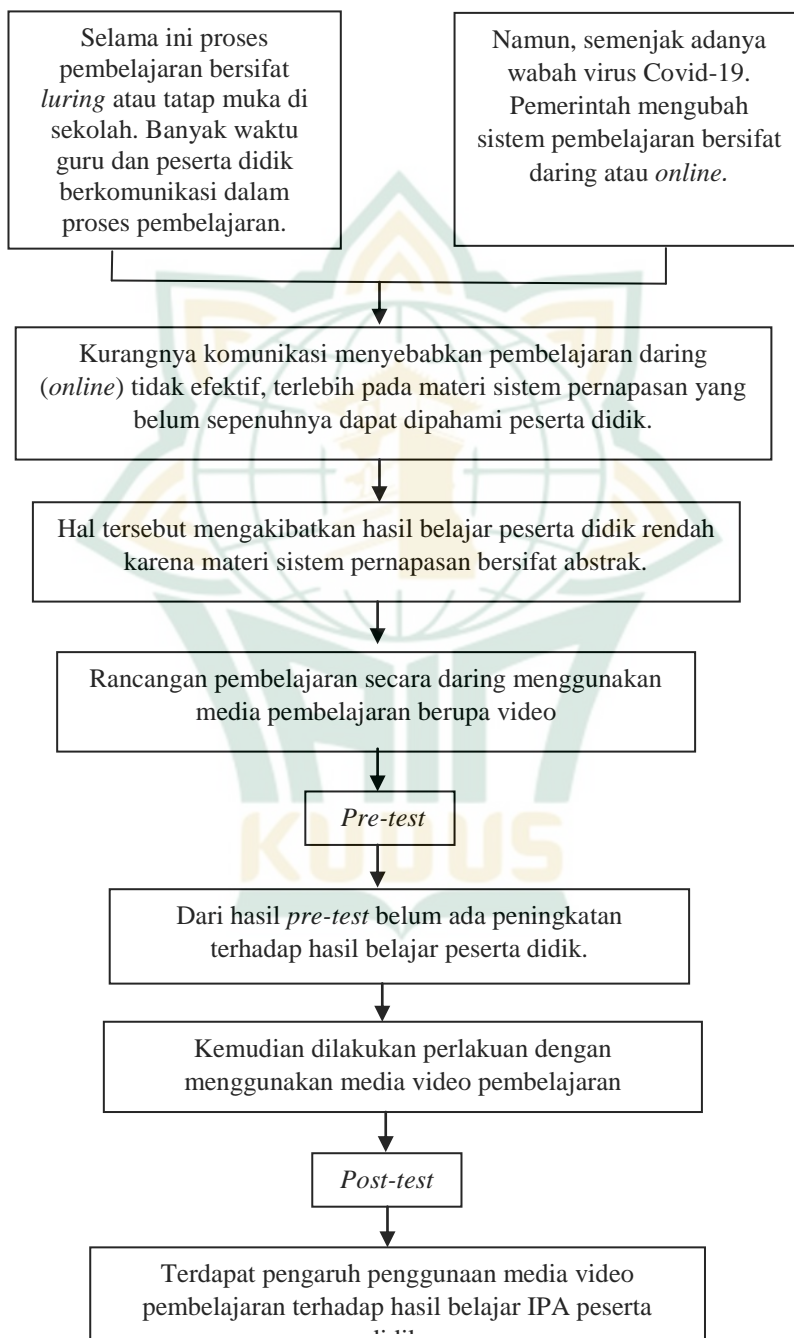 Selama ini proses
pembelajaran bersifat
luring atau tatap muka di
sekolah. Banyak waktu
guru dan peserta didik
berkomunikasi dalam
proses pembelajaran.
Namun, semenjak adanya
wabah virus Covid-19.
Pemerintah mengubah
sistem pembelajaran bersifat
daring atau online.
Kurangnya komunikasi menyebabkan pembelajaran daring
(online) tidak efektif, terlebih pada materi sistem pernapasan yang
belum sepenuhnya dapat dipahami peserta didik.
Hal tersebut mengakibatkan hasil belajar peserta didik rendah
karena materi sistem pernapasan bersifat abstrak.
Rancangan pembelajaran secara daring menggunakan
media pembelajaran berupa video
Pre-test
KUDUS
Dari hasil pre-test belum ada peningkatan
terhadap hasil belajar peserta didik.
Kemudian dilakukan perlakuan dengan
menggunakan media video pembelajaran
Post-test
Terdapat pengaruh penggunaan media video
pembelajaran terhadap hasil belajar IPA peserta